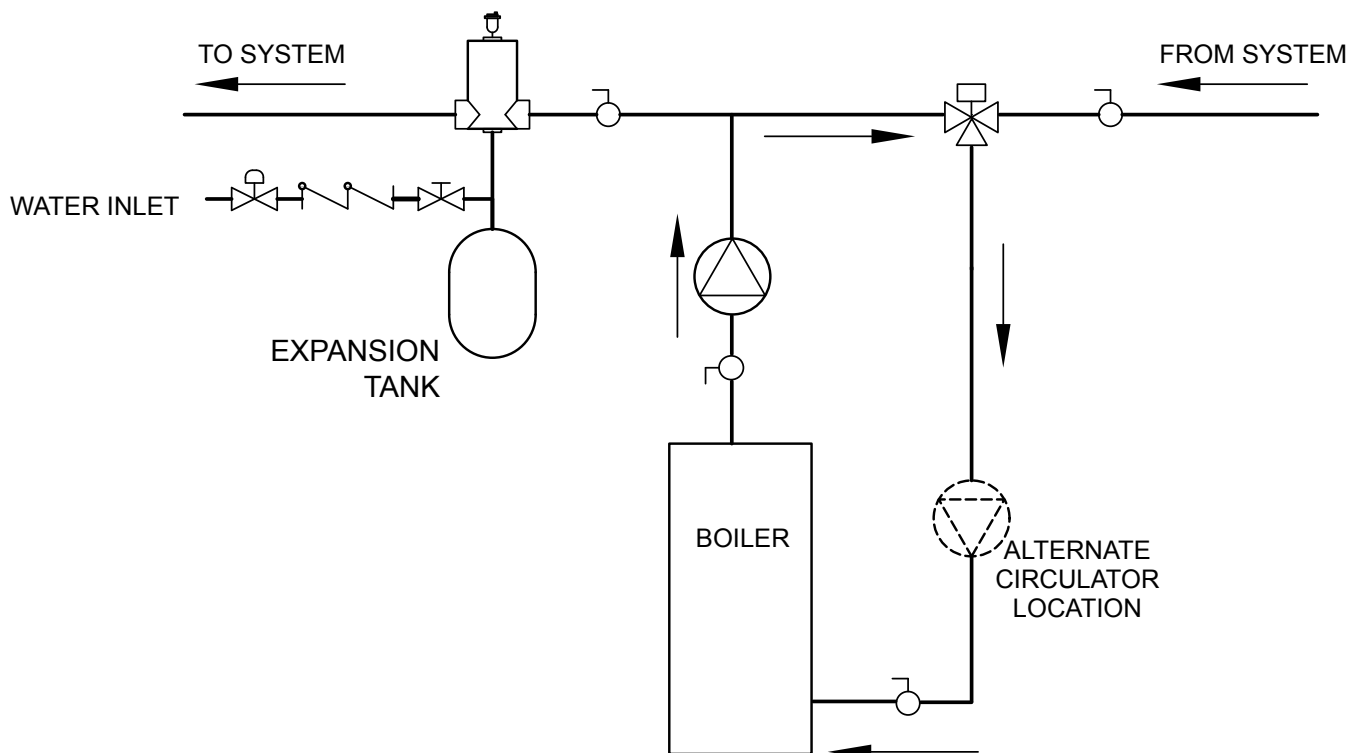 TO SYSTEM
FROM SYSTEM
WATER INLET
EXPANSION
TANK
BOILER
ALTERNATE
CIRCULATOR
LOCATION